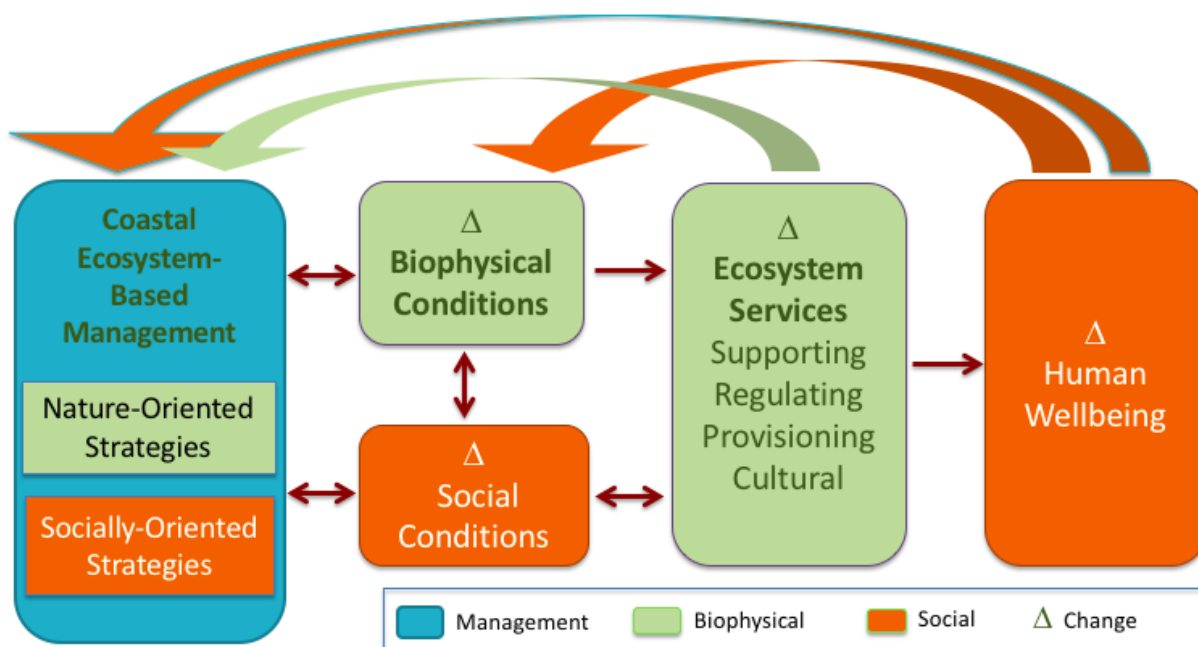 Coastal
Ecosystem-
Based
Management
Nature-Oriented
Strategies
Socially-Oriented
Strategies
Δ
Biophysical
Conditions
Δ
Social
Conditions
Δ
Ecosystem
Services
Supporting
Regulating
Provisioning
Cultural
Δ
Human
Wellbeing
Management
Biophysical
Social
Δ Change